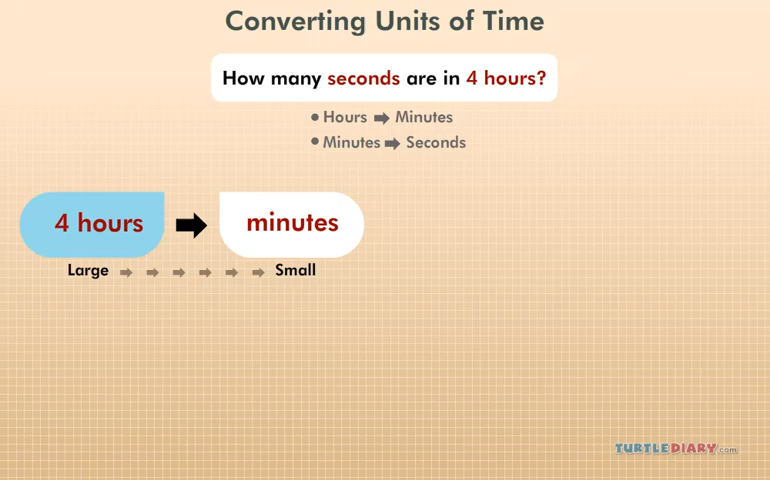 Converting Units of Time
How many seconds are in 4 hours?
• Hours ➡ Minutes
• Minutes ➡ Seconds
4 hours ➡ minutes
Large ➡ ➡ ➡ ➡ ➡ ➡ Small
TURTLEDIARY.com